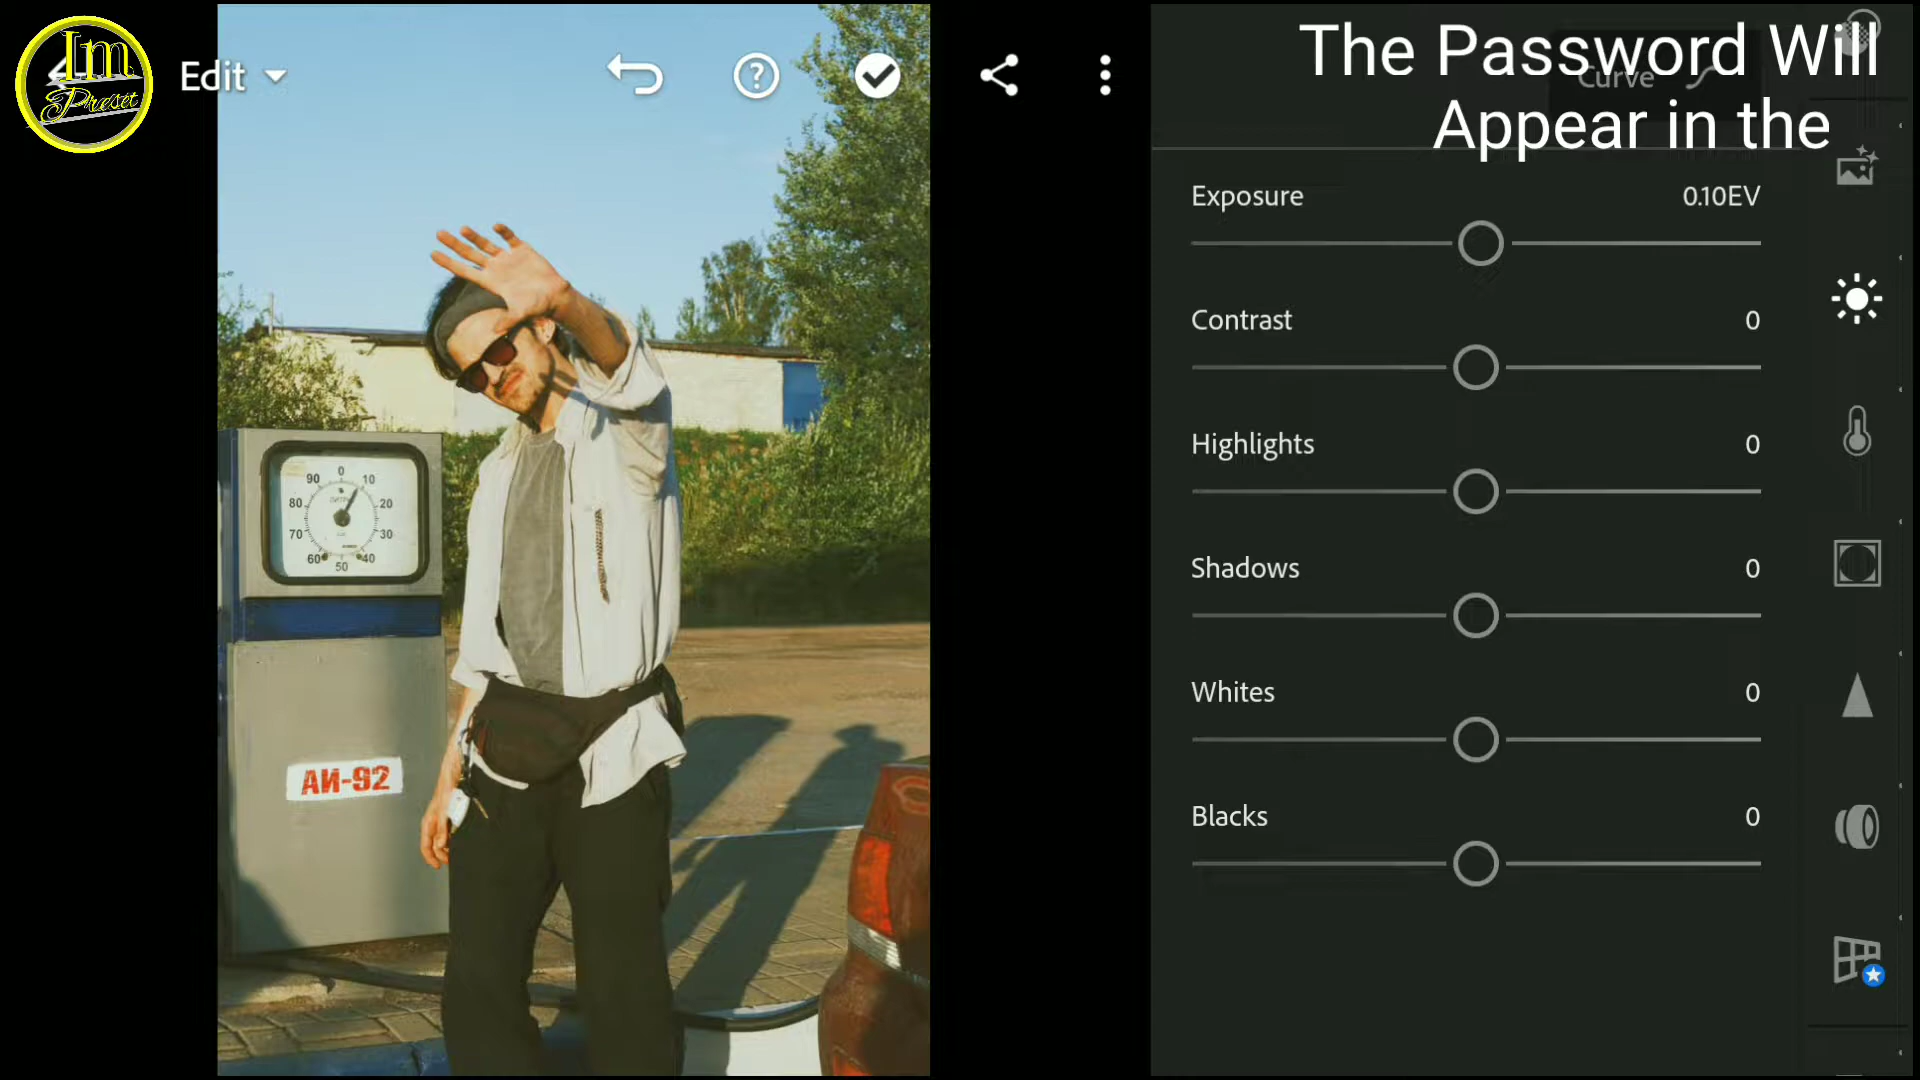 Im
Preset
Edit
The Password Will
Appear in the
Curve
Exposure 0.10EV
Contrast 0
Highlights 0
Shadows 0
Whites 0
Blacks 0
0
10
20
30
40
50
60
70
80
90
АИ-92